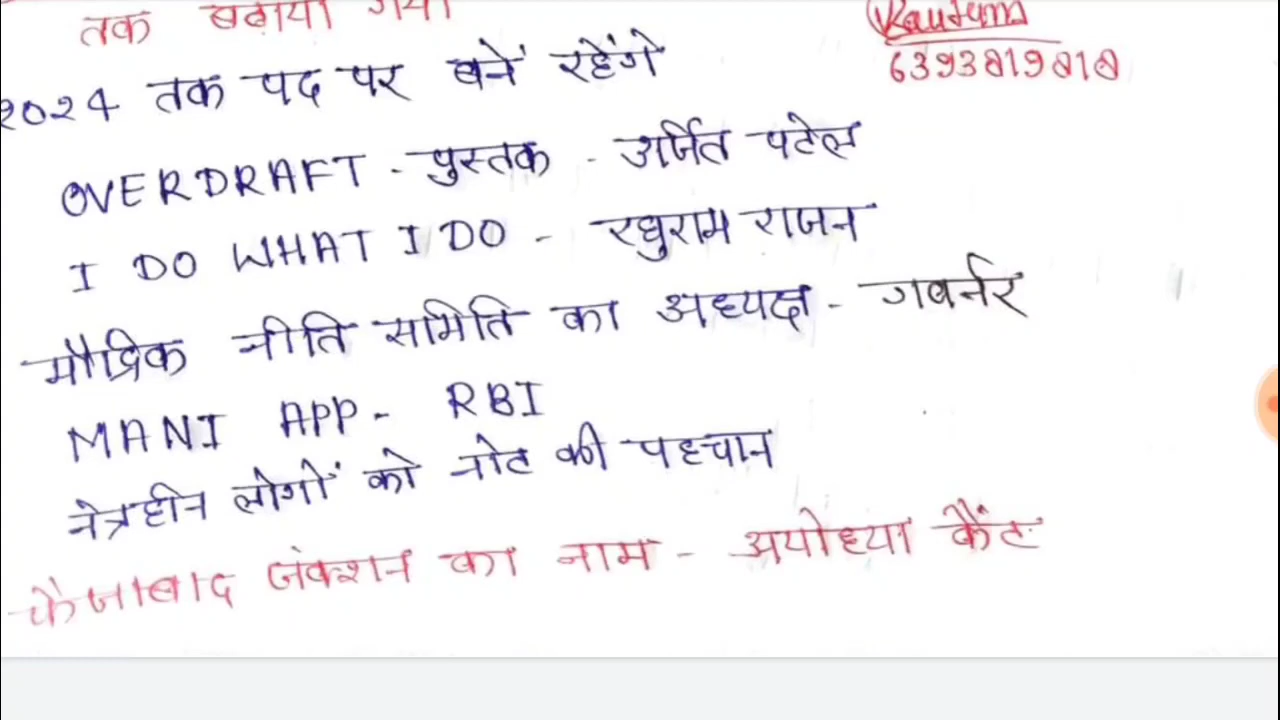 तक बढ़ाया गया
Kautam
6393819818
2024 तक पद पर बनें रहेंगे
OVERDRAFT - पुस्तक - उर्जित पटेल
I DO WHAT I DO - रघुराम राजन
मौद्रिक नीति समिति का अध्यक्ष - गवर्नर
MANI APP - RBI
नेत्रहीन लोगों को नोट की पहचान
फैजाबाद जंक्शन का नाम - अयोध्या कैंट